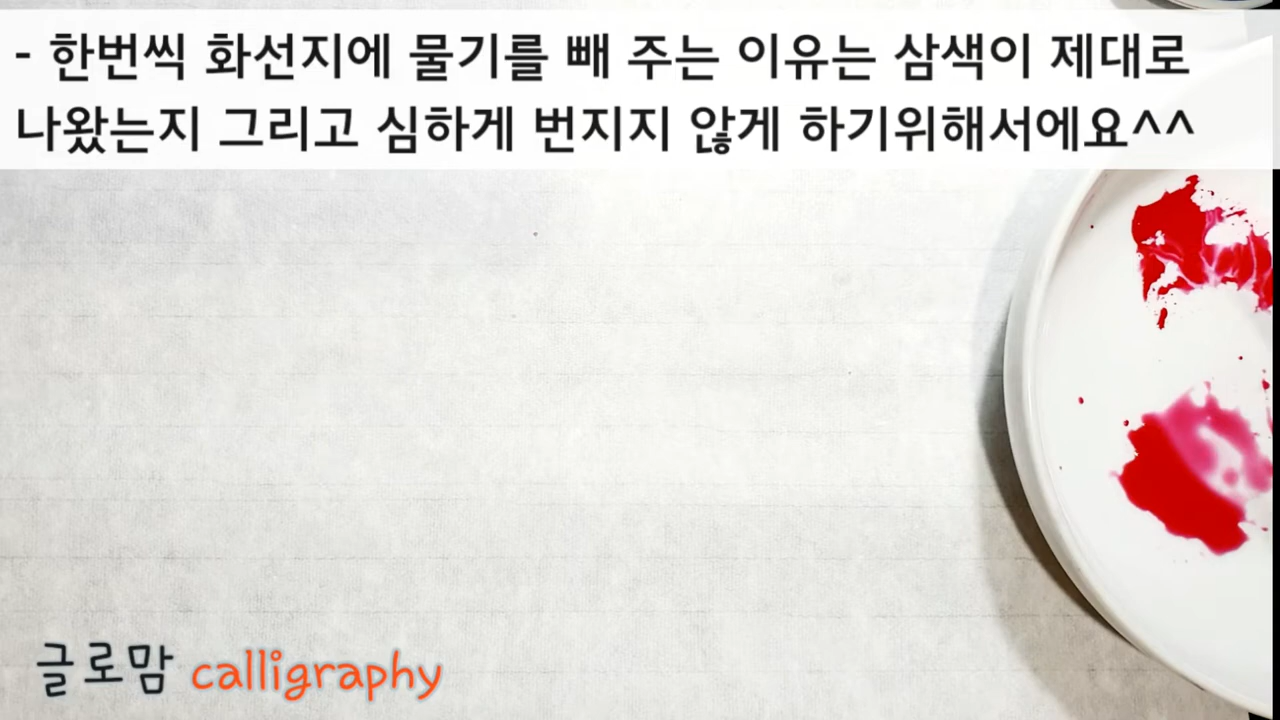 - 한번씩 화선지에 물기를 빼 주는 이유는 삼색이 제대로
나왔는지 그리고 심하게 번지지 않게 하기위해서에요^^
글로맘 calligraphy